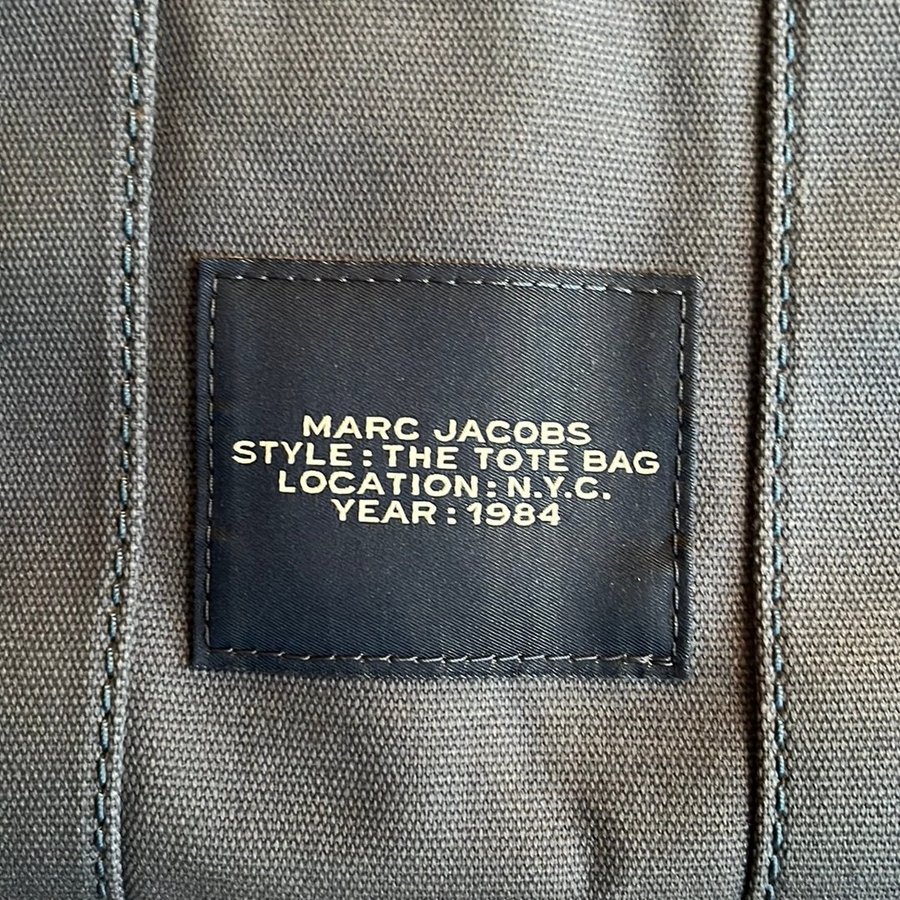 MARC JACOBS
STYLE : THE TOTE BAG
LOCATION : N.Y.C.
YEAR : 1984